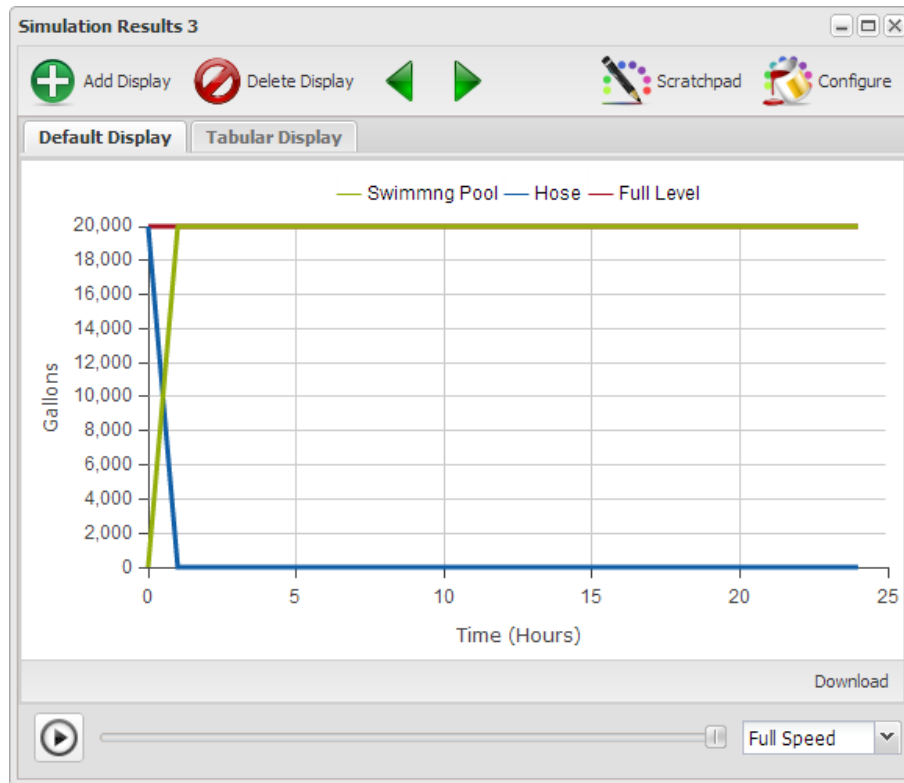 Simulation Results 3
Add Display Delete Display Scratchpad Configure
Default Display Tabular Display
Swimmng Pool Hose Full Level
20,000
18,000
16,000
14,000
12,000
10,000
8,000
6,000
4,000
2,000
0
Gallons
0 5 10 15 20 25
Time (Hours)
Download
Full Speed